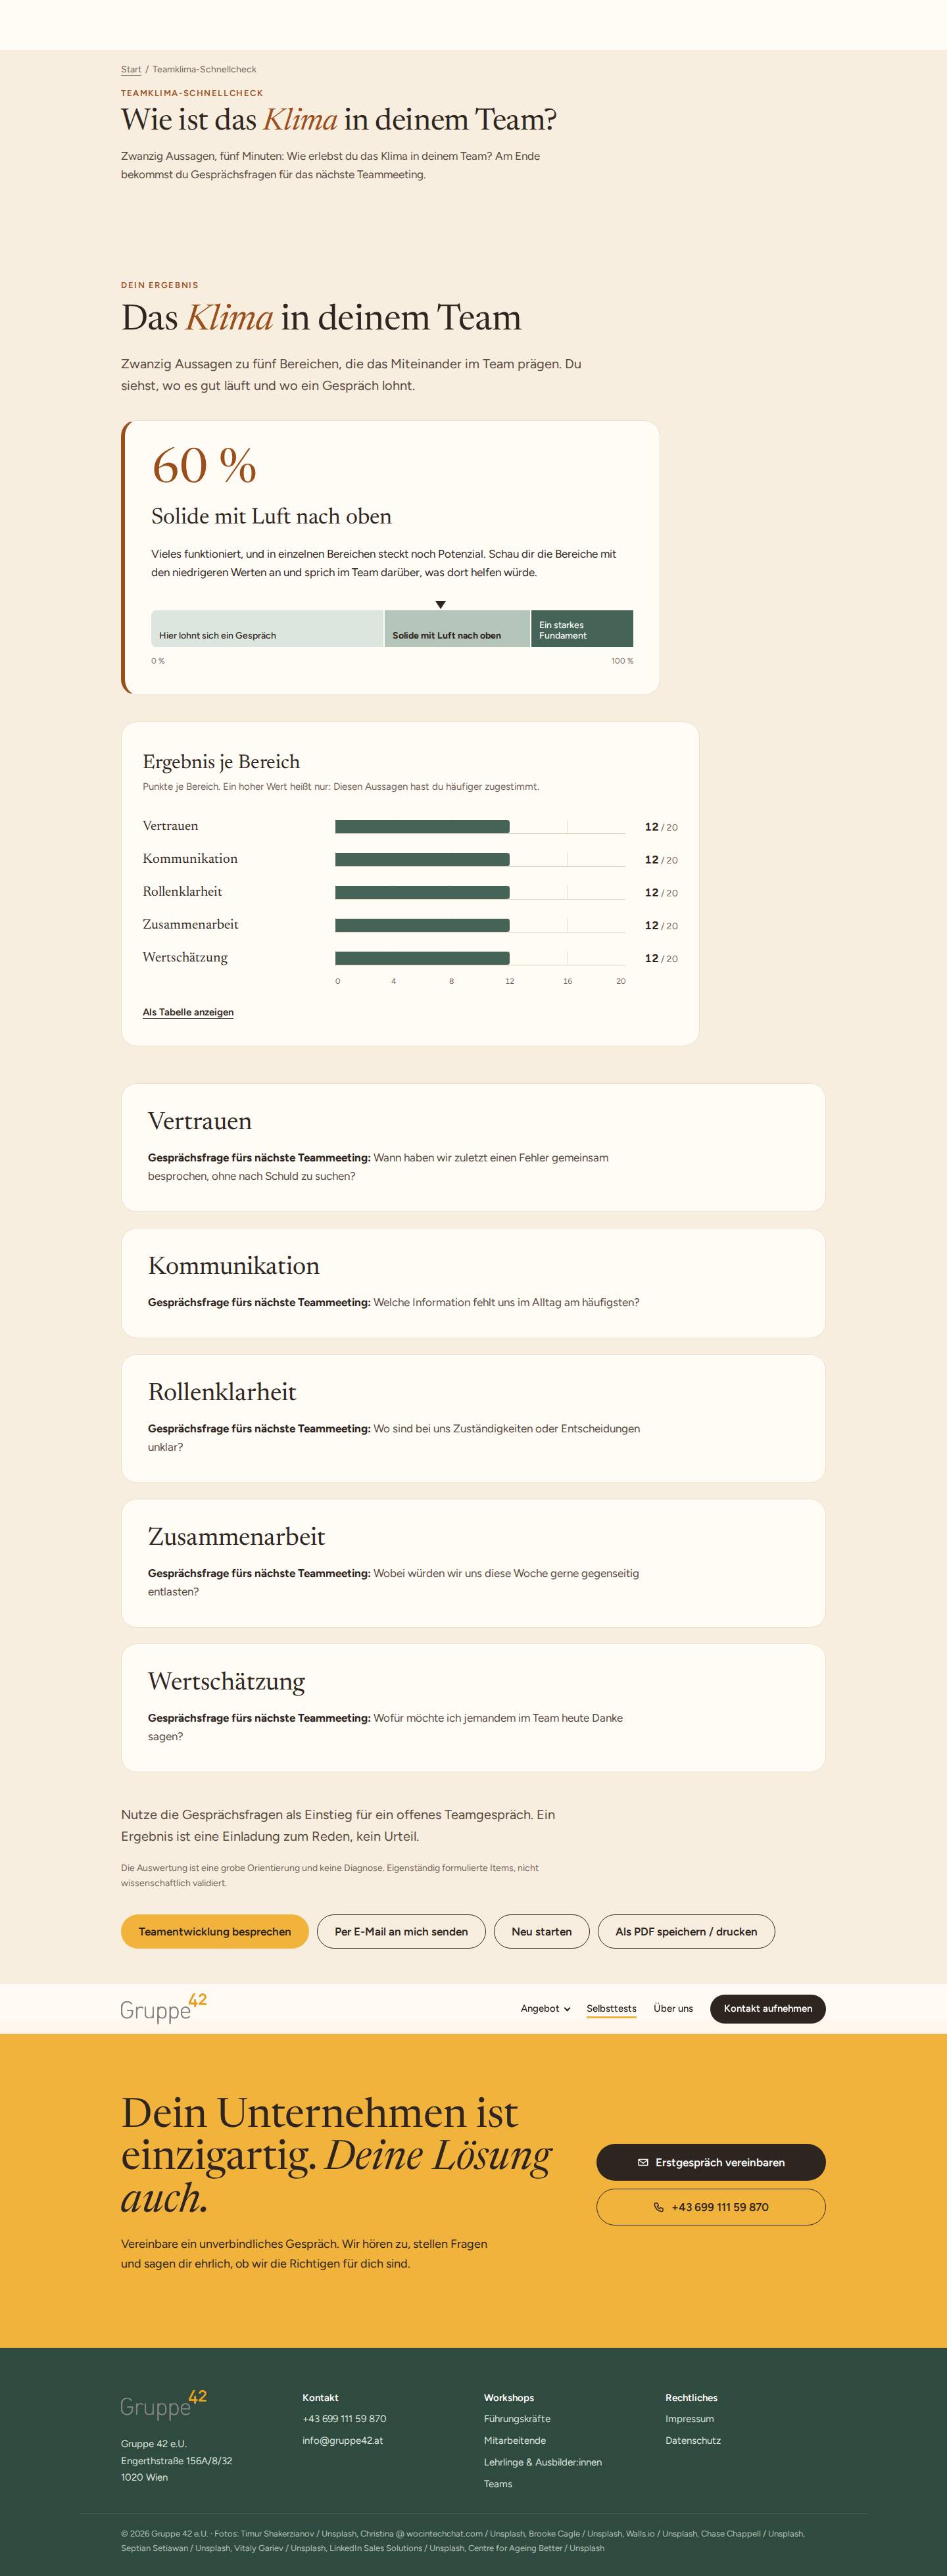 Start / Teamklima-Schnellcheck
TEAMKLIMA-SCHNELLCHECK
Wie ist das Klima in deinem Team?
Zwanzig Aussagen, fünf Minuten: Wie erlebst du das Klima in deinem Team? Am Ende
bekommst du Gesprächsfragen für das nächste Teammeeting.
DEIN ERGEBNIS
Das Klima in deinem Team
Zwanzig Aussagen zu fünf Bereichen, die das Miteinander im Team prägen. Du
siehst, wo es gut läuft und wo ein Gespräch lohnt.
60 %
Solide mit Luft nach oben
Vieles funktioniert, und in einzelnen Bereichen steckt noch Potenzial. Schau dir die Bereiche mit
den niedrigeren Werten an und sprich im Team darüber, was dort helfen würde.
Hier lohnt sich ein Gespräch
Solide mit Luft nach oben
Ein starkes
Fundament
0 %
100 %
Ergebnis je Bereich
Punkte je Bereich. Ein hoher Wert heißt nur: Diesen Aussagen hast du häufiger zugestimmt.
Vertrauen 12 / 20
Kommunikation 12 / 20
Rollenklarheit 12 / 20
Zusammenarbeit 12 / 20
Wertschätzung 12 / 20
0 4 8 12 16 20
Als Tabelle anzeigen
Vertrauen
Gesprächsfrage fürs nächste Teammeeting: Wann haben wir zuletzt einen Fehler gemeinsam
besprochen, ohne nach Schuld zu suchen?
Kommunikation
Gesprächsfrage fürs nächste Teammeeting: Welche Information fehlt uns im Alltag am häufigsten?
Rollenklarheit
Gesprächsfrage fürs nächste Teammeeting: Wo sind bei uns Zuständigkeiten oder Entscheidungen
unklar?
Zusammenarbeit
Gesprächsfrage fürs nächste Teammeeting: Wobei würden wir uns diese Woche gerne gegenseitig
entlasten?
Wertschätzung
Gesprächsfrage fürs nächste Teammeeting: Wofür möchte ich jemandem im Team heute Danke
sagen?
Nutze die Gesprächsfragen als Einstieg für ein offenes Teamgespräch. Ein
Ergebnis ist eine Einladung zum Reden, kein Urteil.
Die Auswertung ist eine grobe Orientierung und keine Diagnose. Eigenständig formulierte Items, nicht
wissenschaftlich validiert.
Teamentwicklung besprechen
Per E-Mail an mich senden
Neu starten
Als PDF speichern / drucken
Gruppe42
Angebot
Selbsttests
Über uns
Kontakt aufnehmen
Dein Unternehmen ist
einzigartig. Deine Lösung
auch.
Vereinbare ein unverbindliches Gespräch. Wir hören zu, stellen Fragen
und sagen dir ehrlich, ob wir die Richtigen für dich sind.
Erstgespräch vereinbaren
+43 699 111 59 870
Gruppe42
Gruppe 42 e.U.
Engerthstraße 156A/8/32
1020 Wien
Kontakt
+43 699 111 59 870
info@gruppe42.at
Workshops
Führungskräfte
Mitarbeitende
Lehrlinge & Ausbilder:innen
Teams
Rechtliches
Impressum
Datenschutz
© 2026 Gruppe 42 e.U. · Fotos: Timur Shakerzianov / Unsplash, Christina @ wocintechchat.com / Unsplash, Brooke Cagle / Unsplash, Walls.io / Unsplash, Chase Chappell / Unsplash,
Septian Setiawan / Unsplash, Vitaly Gariev / Unsplash, LinkedIn Sales Solutions / Unsplash, Centre for Ageing Better / Unsplash